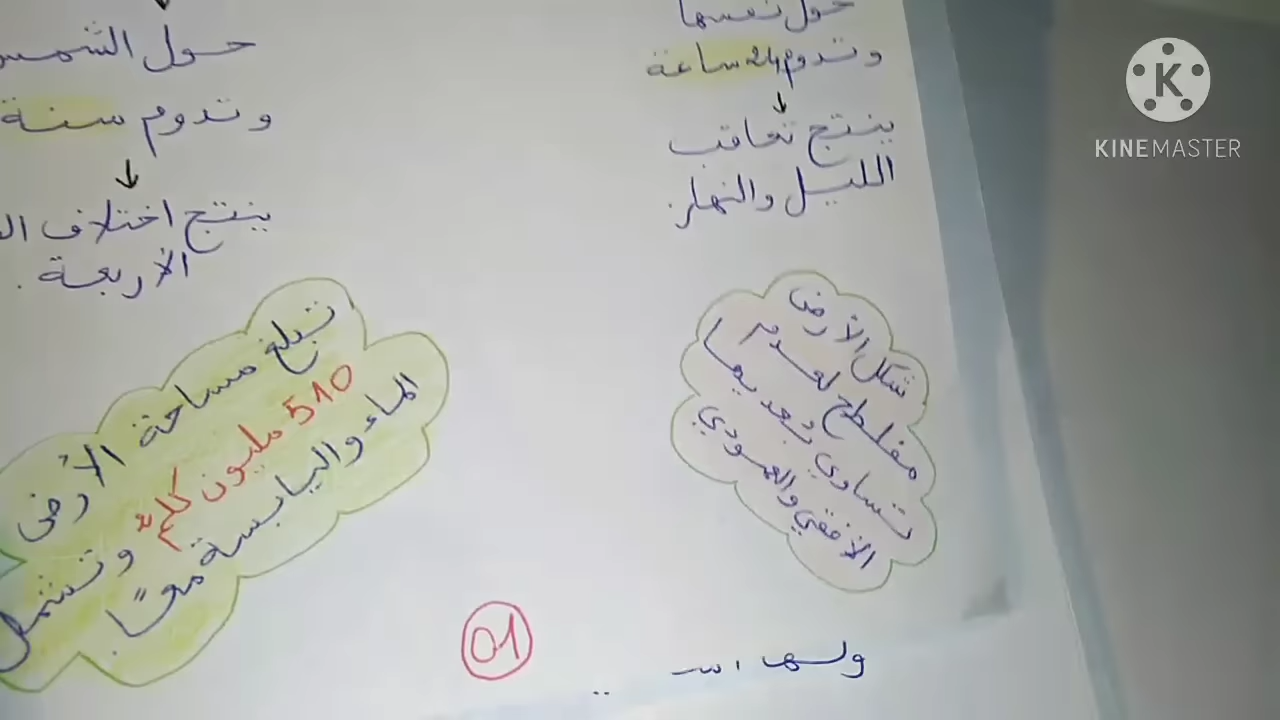 حول نفسها
وتدوم 24 ساعة
ينتج تعاقب
الليل والنهار.
حول الشمس
وتدوم سنة
ينتج اختلاف
الأربعة.
شكل الأرض
مفلطح لعدم
تساوي بعديها
الأفقي والعمودي
تبلغ مساحة الأرض
510 مليون كلم² وتشمل
الماء واليابسة معًا
01
ولها
K
KINEMASTER